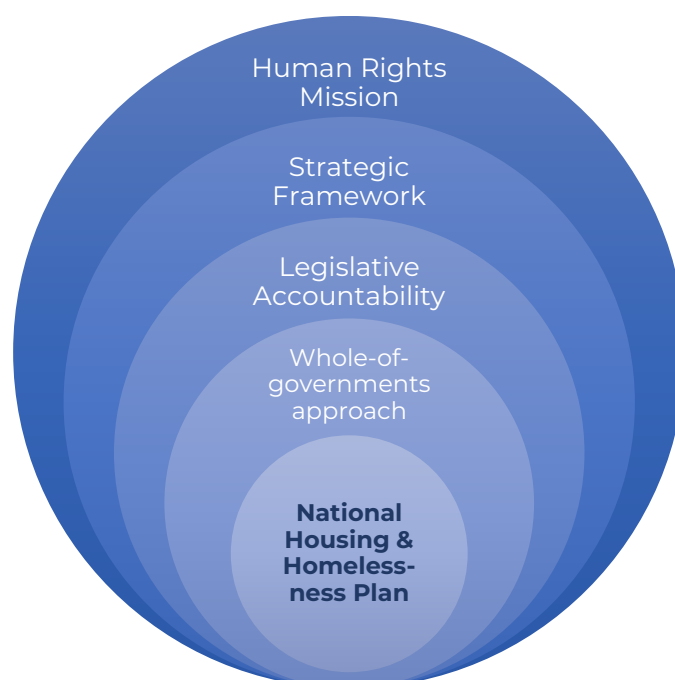 Human Rights
Mission
Strategic
Framework
Legislative
Accountability
Whole-of-
governments
approach
National
Housing &
Homeless-
ness Plan